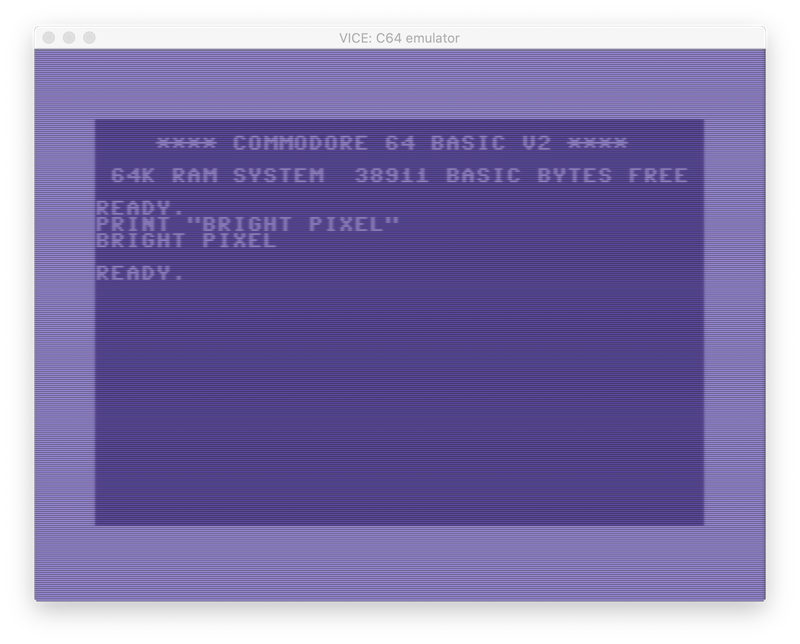 VICE: C64 emulator
**** COMMODORE 64 BASIC V2 ****
64K RAM SYSTEM  38911 BASIC BYTES FREE
READY.
PRINT "BRIGHT PIXEL"
BRIGHT PIXEL
READY.